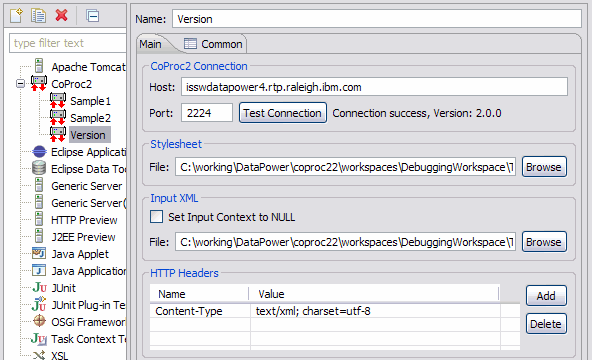 type filter text
Apache Tomcat
CoProc2
Sample1
Sample2
Version
Eclipse Applicati
Eclipse Data Too
Generic Server
Generic Server(
HTTP Preview
J2EE Preview
Java Applet
Java Application
JUnit
JUnit Plug-in Te
OSGi Framework
Task Context T
XSL
Name: Version
Main Common
CoProc2 Connection
Host: isswdatapower4.rtp.raleigh.ibm.com
Port: 2224 Test Connection Connection success, Version: 2.0.0
Stylesheet
File: C:\working\DataPower\coproc22\workspaces\DebuggingWorkspace\T Browse
Input XML
Set Input Context to NULL
File: C:\working\DataPower\coproc22\workspaces\DebuggingWorkspace\T Browse
HTTP Headers
Name Value Add
Content-Type text/xml; charset=utf-8
Delete